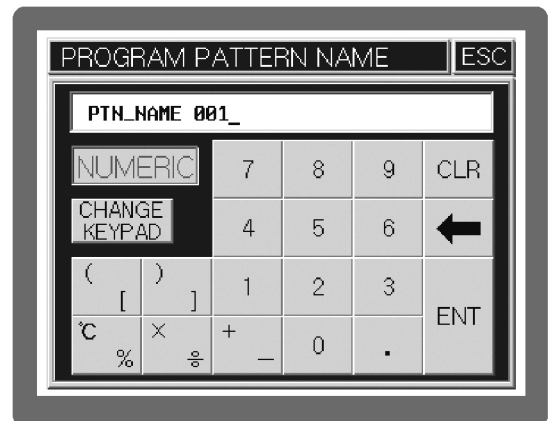 PROGRAM PATTERN NAME ESC
PTN_NAME 001_
NUMERIC 7 8 9 CLR
CHANGE
KEYPAD 4 5 6 ←
( [ ) ] 1 2 3 ENT
℃ % × ÷ + _ 0 .